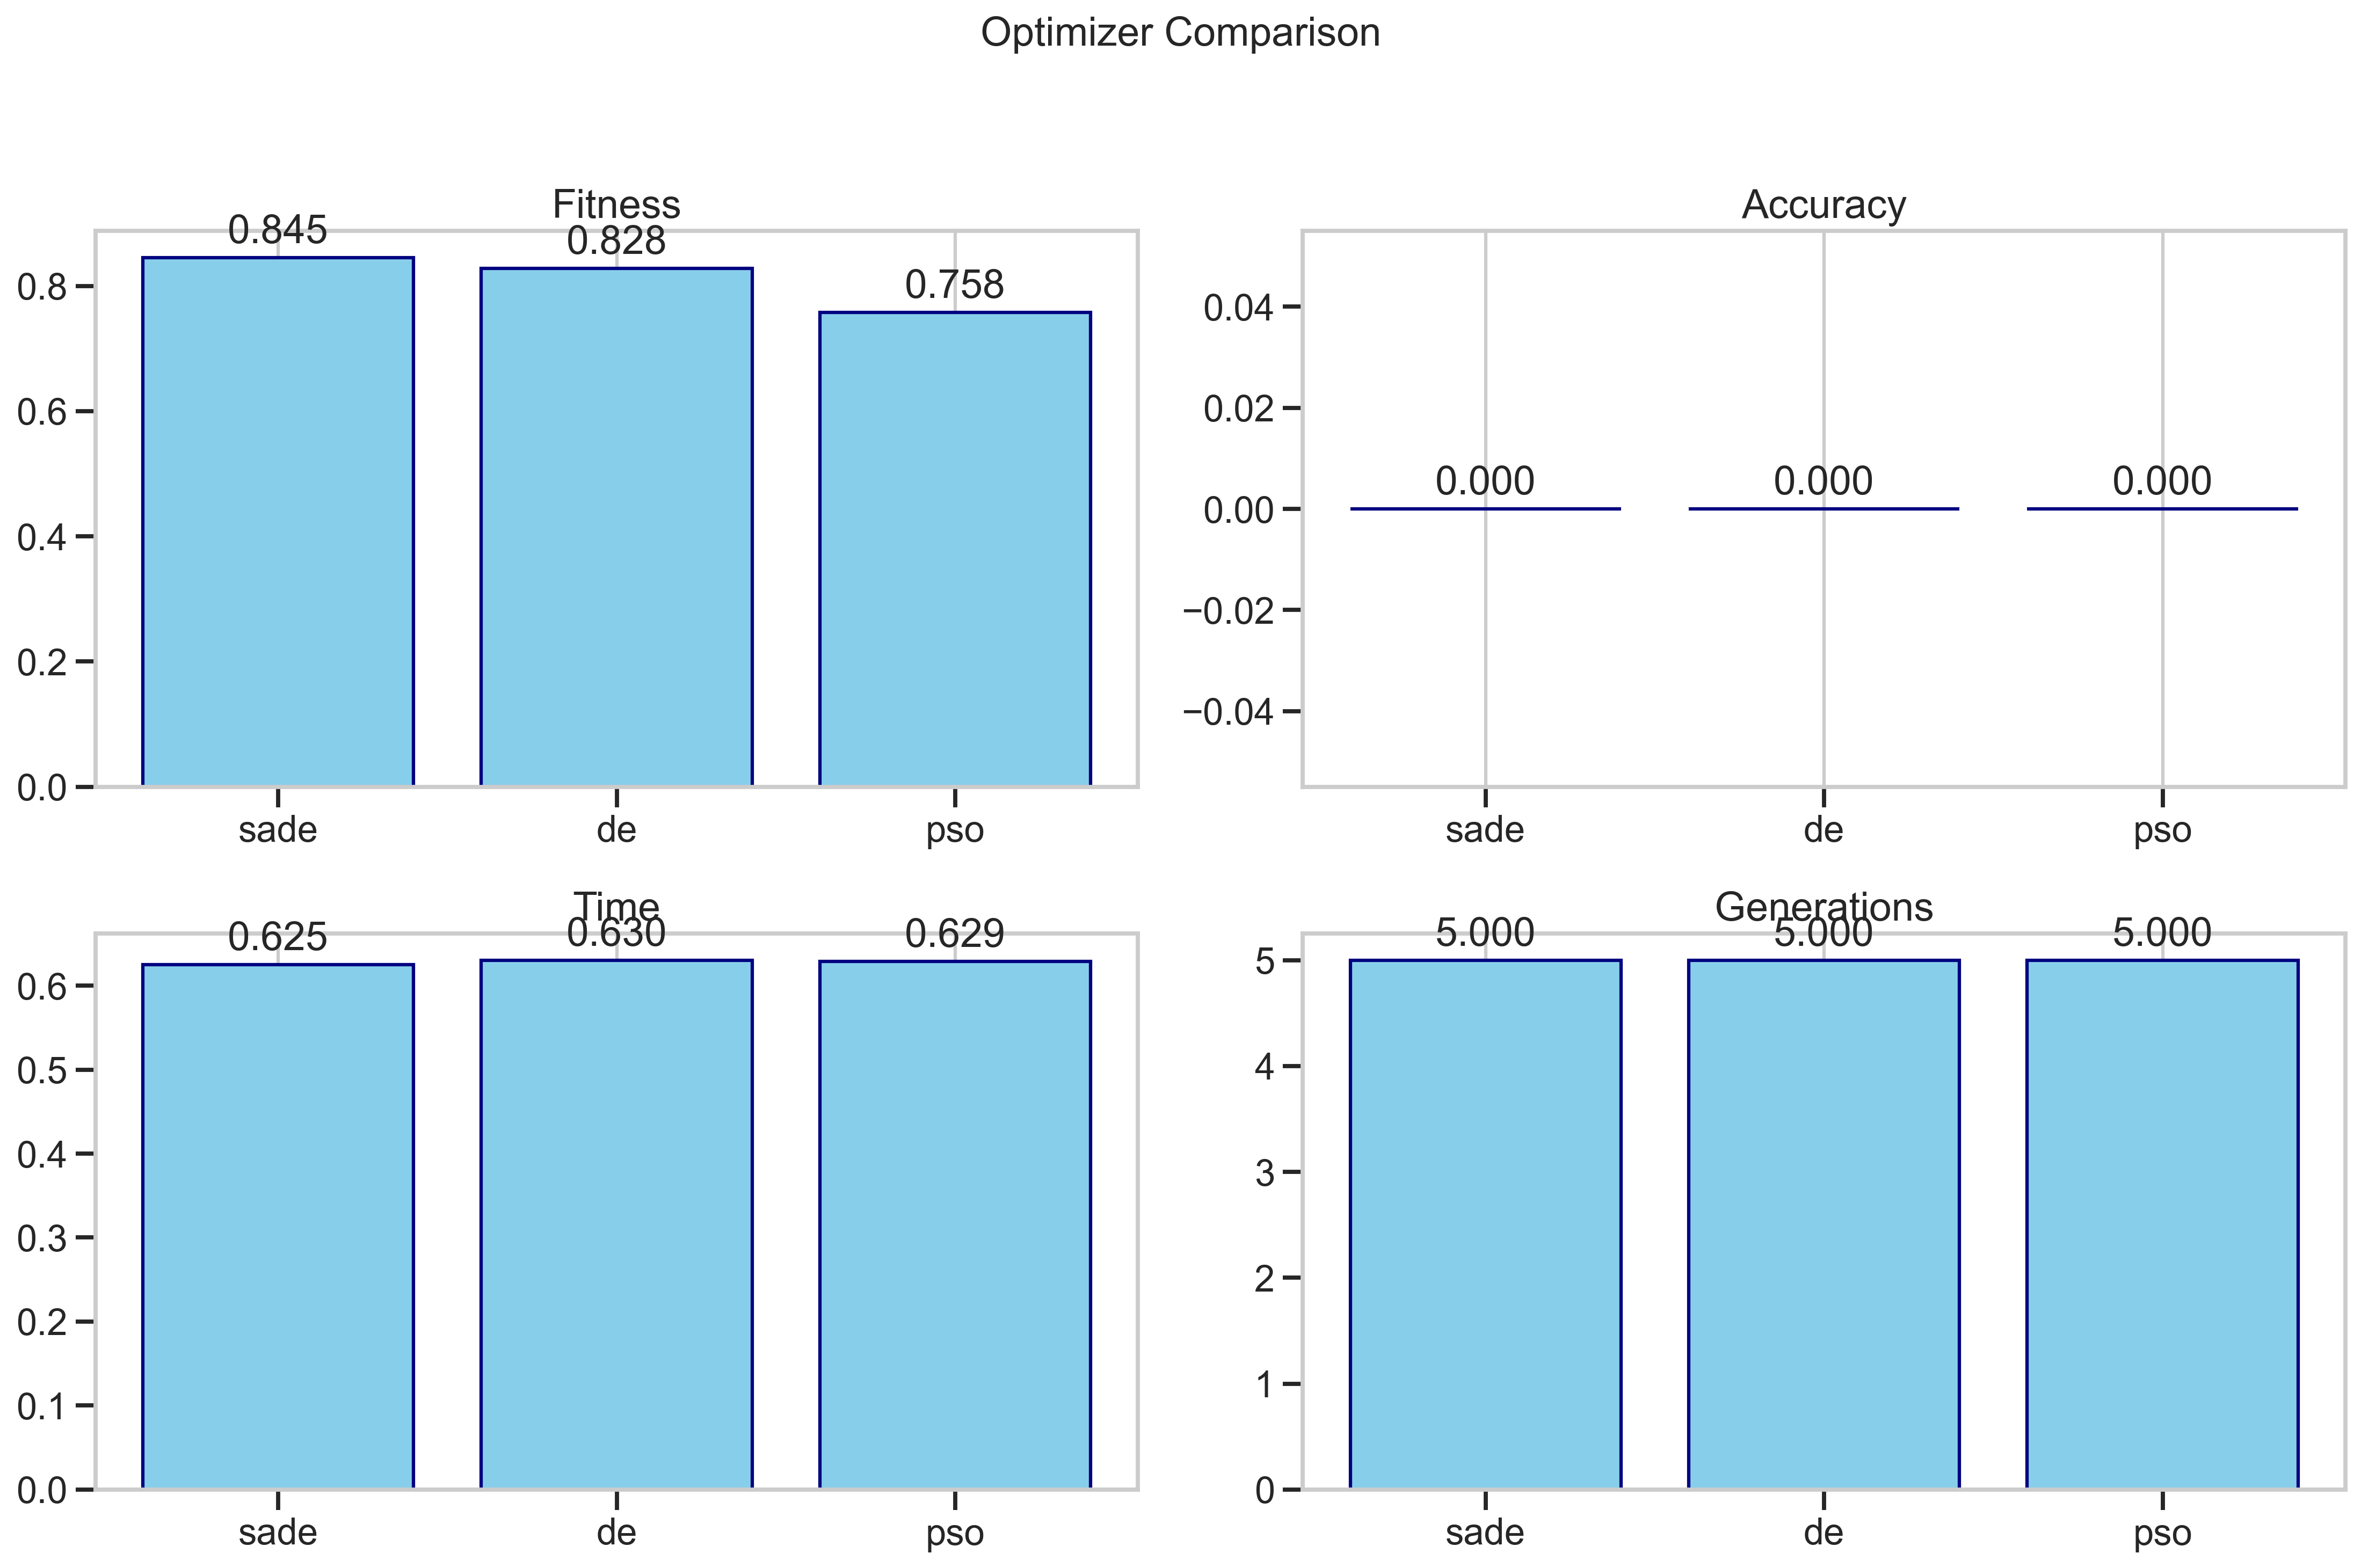 Optimizer Comparison
Fitness
0.845 0.828 0.758
0.8
0.6
0.4
0.2
0.0
sade de pso
Accuracy
0.04
0.02
0.00
−0.02
−0.04
0.000 0.000 0.000
sade de pso
Time
0.625 0.630 0.629
0.6
0.5
0.4
0.3
0.2
0.1
0.0
sade de pso
Generations
5.000 5.000 5.000
5
4
3
2
1
0
sade de pso